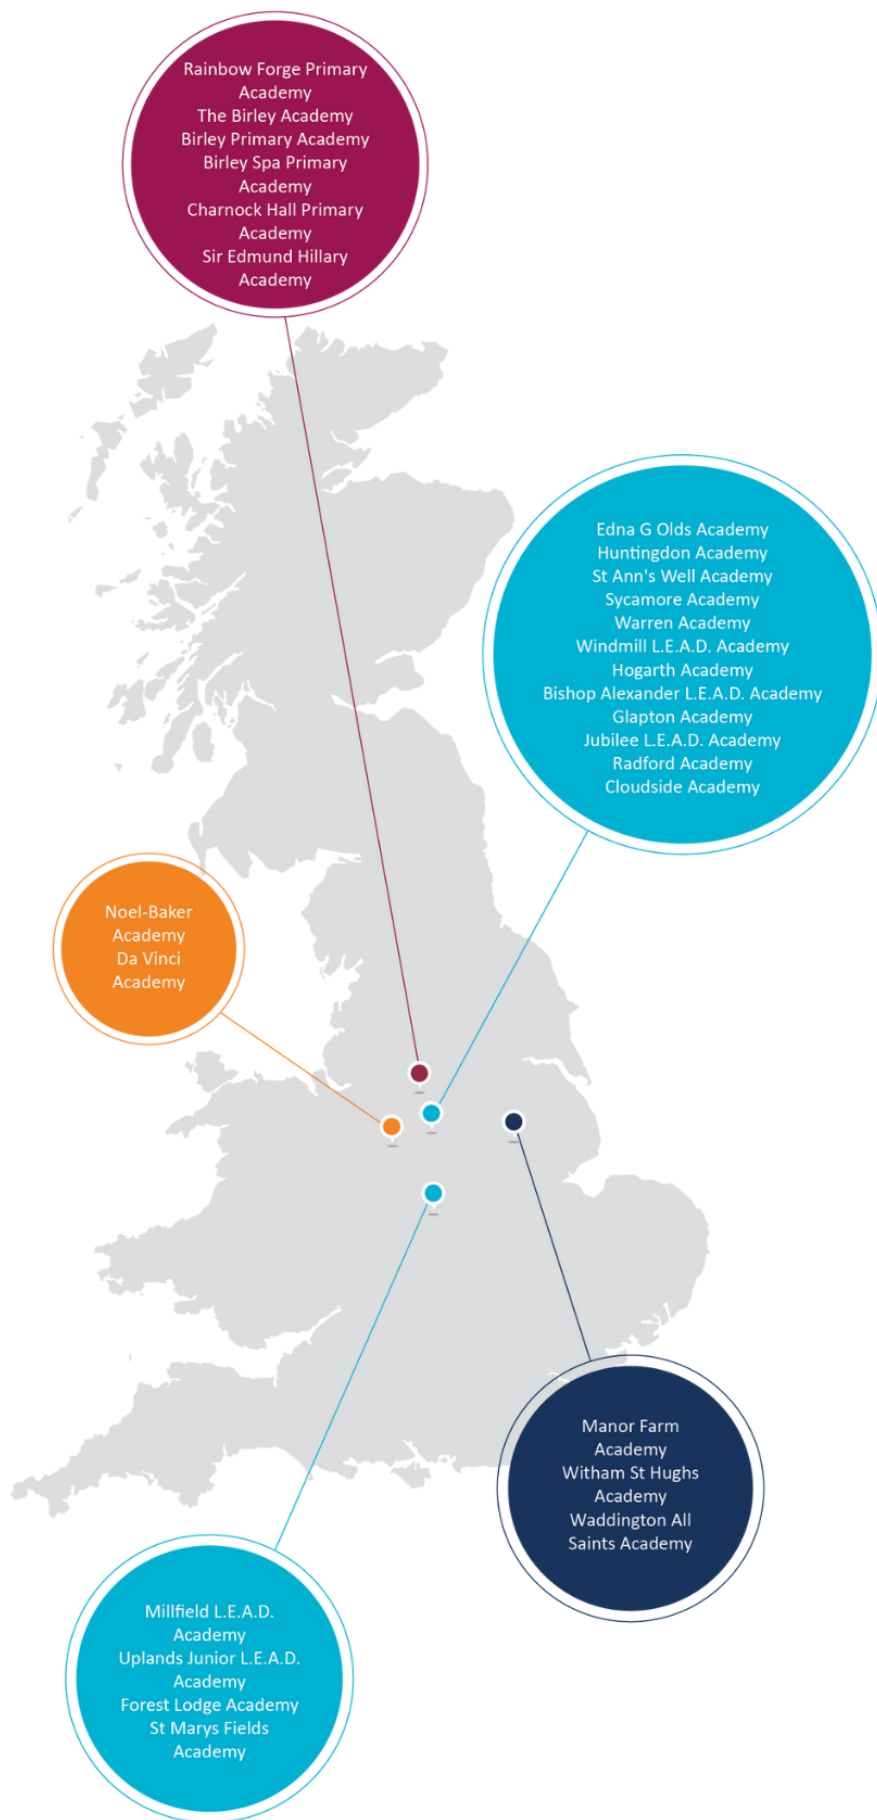 Rainbow Forge Primary
Academy
The Birley Academy
Birley Primary Academy
Birley Spa Primary
Academy
Charnock Hall Primary
Academy
Sir Edmund Hillary
Academy
Edna G Olds Academy
Huntingdon Academy
St Ann's Well Academy
Sycamore Academy
Warren Academy
Windmill L.E.A.D. Academy
Hogarth Academy
Bishop Alexander L.E.A.D. Academy
Glapton Academy
Jubilee L.E.A.D. Academy
Radford Academy
Cloudside Academy
Noel-Baker
Academy
Da Vinci
Academy
Manor Farm
Academy
Witham St Hughs
Academy
Waddington All
Saints Academy
Millfield L.E.A.D.
Academy
Uplands Junior L.E.A.D.
Academy
Forest Lodge Academy
St Marys Fields
Academy